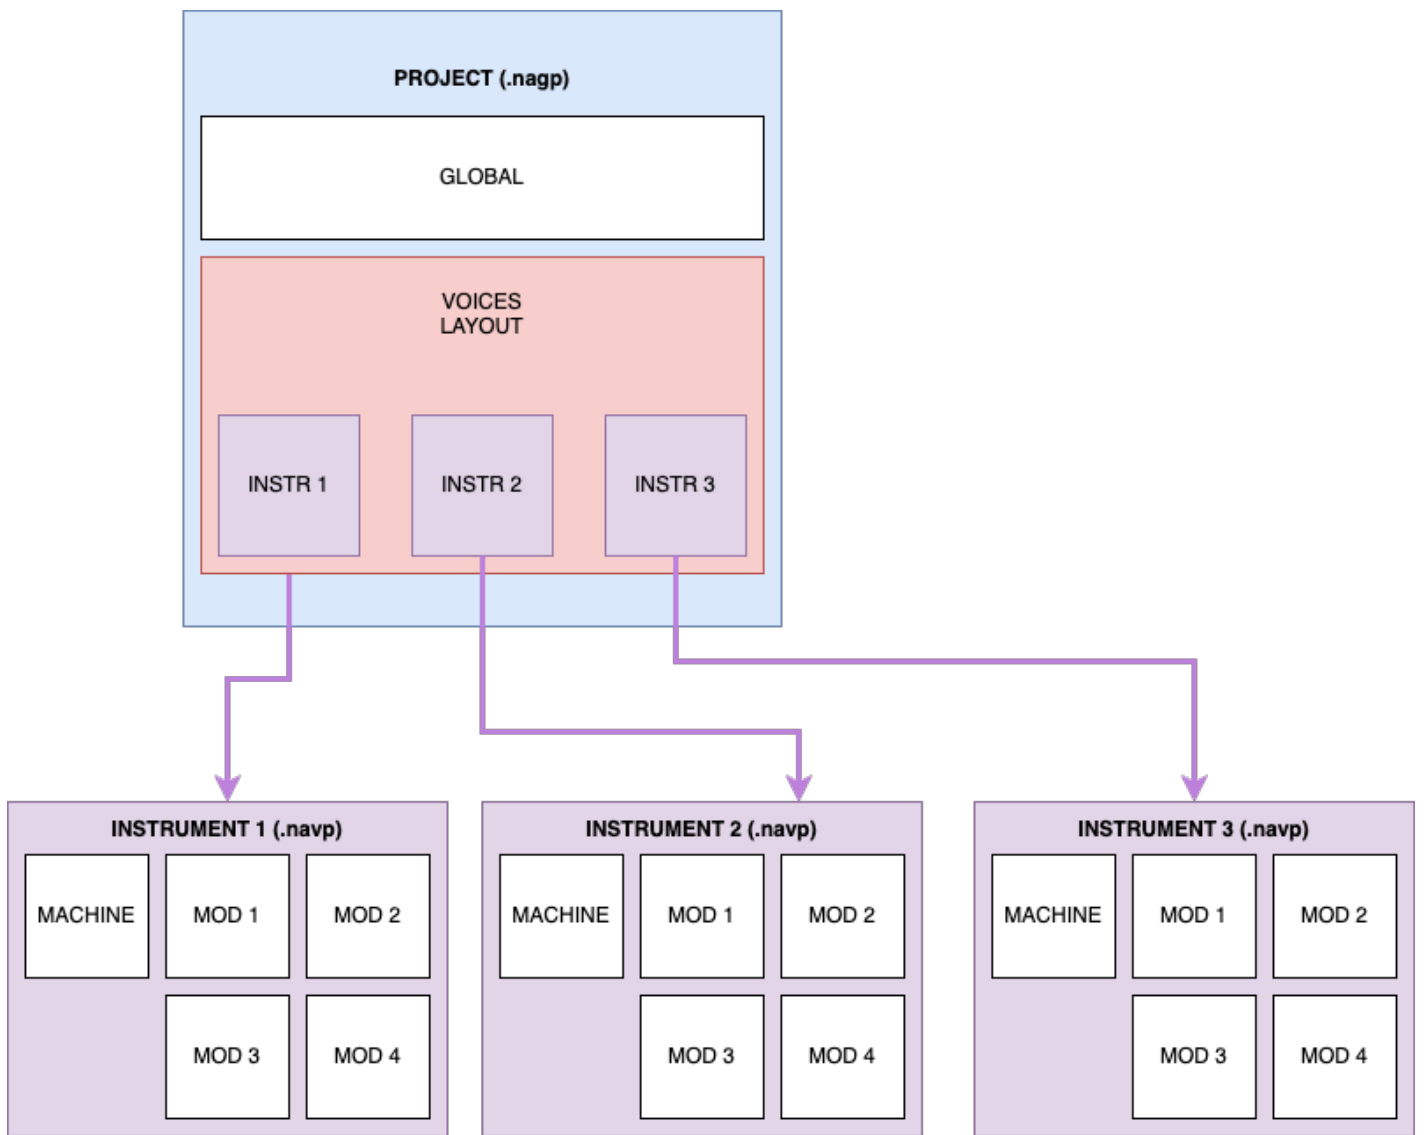 PROJECT (.nagp)
GLOBAL
VOICES
LAYOUT
INSTR 1
INSTR 2
INSTR 3
INSTRUMENT 1 (.navp)
MACHINE
MOD 1
MOD 2
MOD 3
MOD 4
INSTRUMENT 2 (.navp)
MACHINE
MOD 1
MOD 2
MOD 3
MOD 4
INSTRUMENT 3 (.navp)
MACHINE
MOD 1
MOD 2
MOD 3
MOD 4